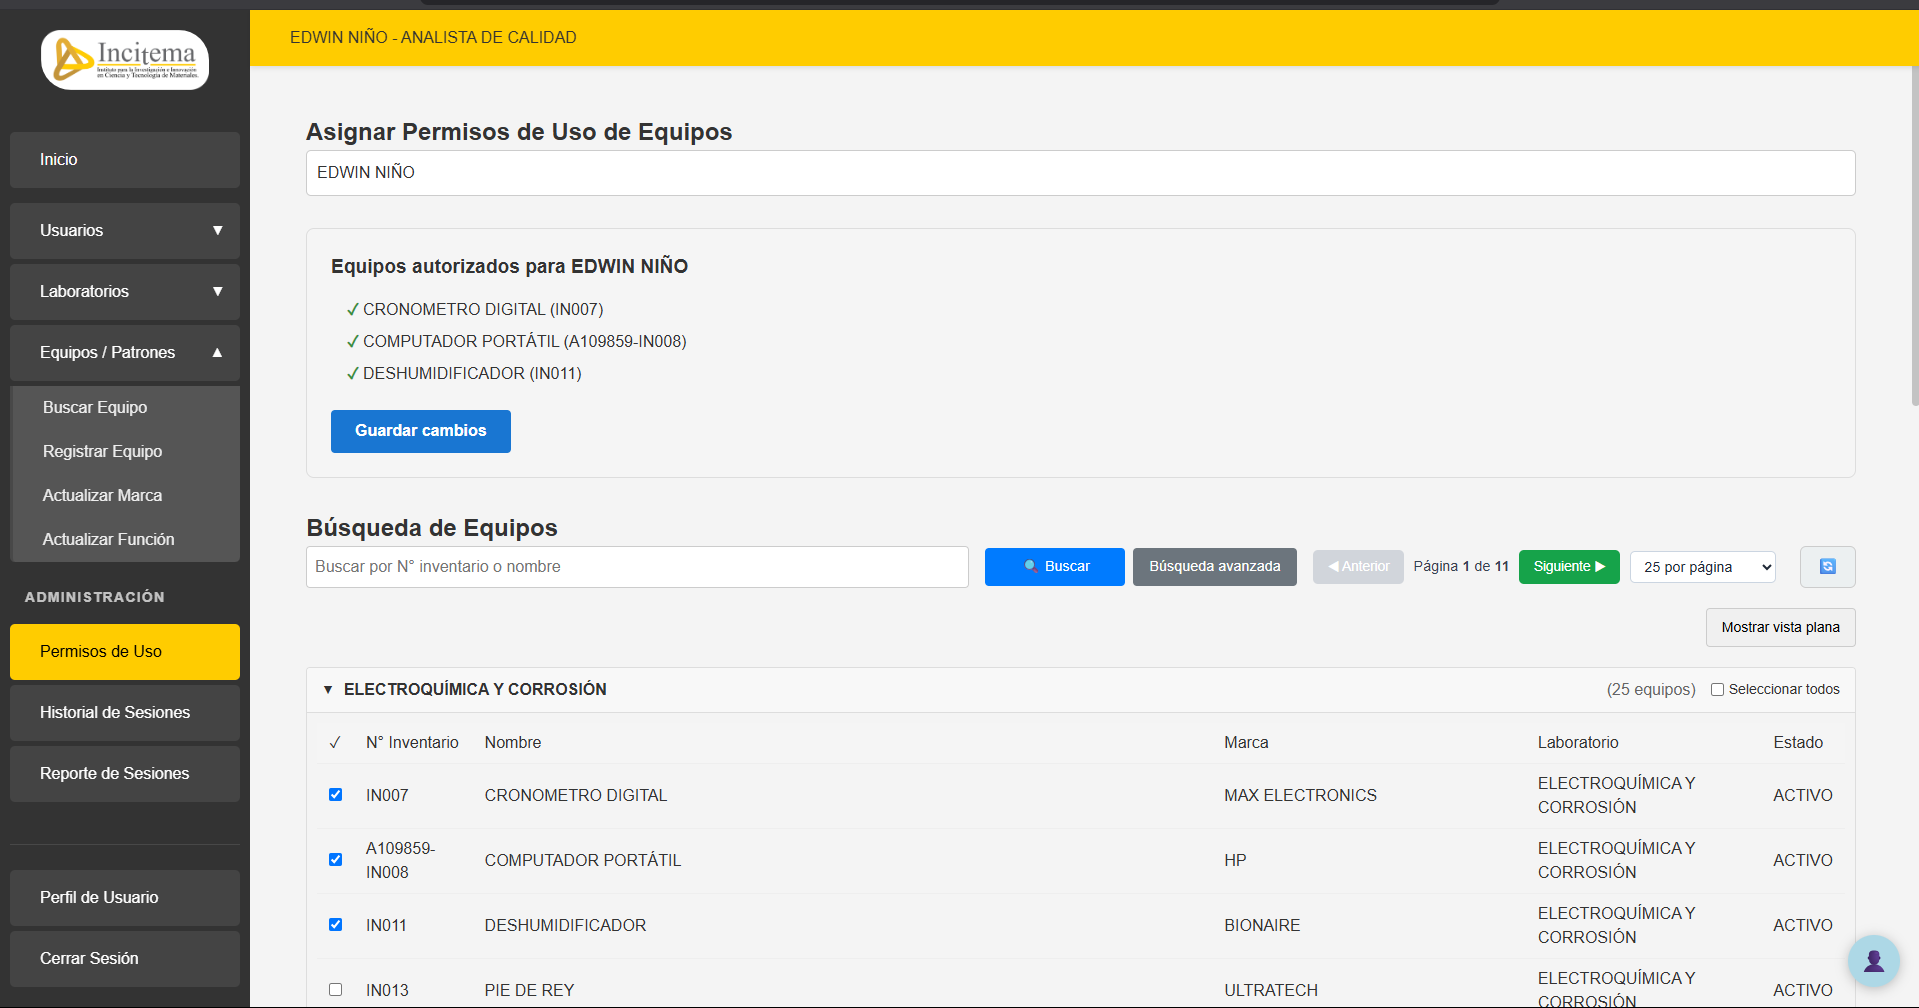 Incitema
Instituto para la Investigación e Innovación
en Ciencia y Tecnología de Materiales.
EDWIN NIÑO - ANALISTA DE CALIDAD
Inicio
Usuarios ▼
Laboratorios ▼
Equipos / Patrones ▲
Buscar Equipo
Registrar Equipo
Actualizar Marca
Actualizar Función
ADMINISTRACIÓN
Permisos de Uso
Historial de Sesiones
Reporte de Sesiones
Perfil de Usuario
Cerrar Sesión
Asignar Permisos de Uso de Equipos
EDWIN NIÑO
Equipos autorizados para EDWIN NIÑO
✓ CRONOMETRO DIGITAL (IN007)
✓ COMPUTADOR PORTÁTIL (A109859-IN008)
✓ DESHUMIDIFICADOR (IN011)
Guardar cambios
Búsqueda de Equipos
Buscar por N° inventario o nombre
Buscar
Búsqueda avanzada
◀ Anterior
Página 1 de 11
Siguiente ▶
25 por página
Mostrar vista plana
▼ ELECTROQUÍMICA Y CORROSIÓN (25 equipos) Seleccionar todos
✓ N° Inventario Nombre Marca Laboratorio Estado
IN007 CRONOMETRO DIGITAL MAX ELECTRONICS ELECTROQUÍMICA Y CORROSIÓN ACTIVO
A109859-IN008 COMPUTADOR PORTÁTIL HP ELECTROQUÍMICA Y CORROSIÓN ACTIVO
IN011 DESHUMIDIFICADOR BIONAIRE ELECTROQUÍMICA Y CORROSIÓN ACTIVO
IN013 PIE DE REY ULTRATECH ELECTROQUÍMICA Y CORROSIÓN ACTIVO